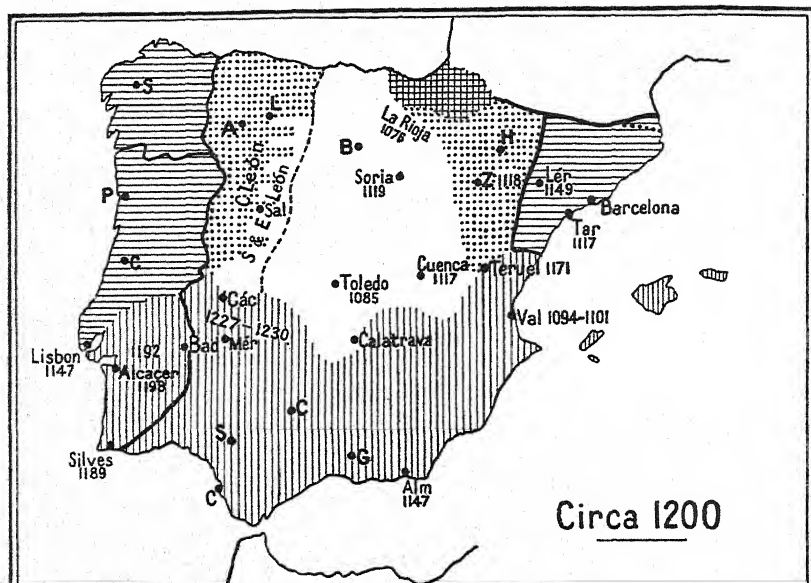 S
L
A
La Rioja
1076
B
H
C León
S & E León
Soria
1119
Z 1118
Lér
1149
P
Sal
Barcelona
Tar
1117
C
Cuenca
1117
Teruel 1171
Toledo
1085
Các
1227-1230
Val 1094-1101
Lisbon
1147
1192
Bad
Mér
Calatrava
Alcacer
1198
C
S
Silves
1189
G
C
Alm
1147
Circa 1200